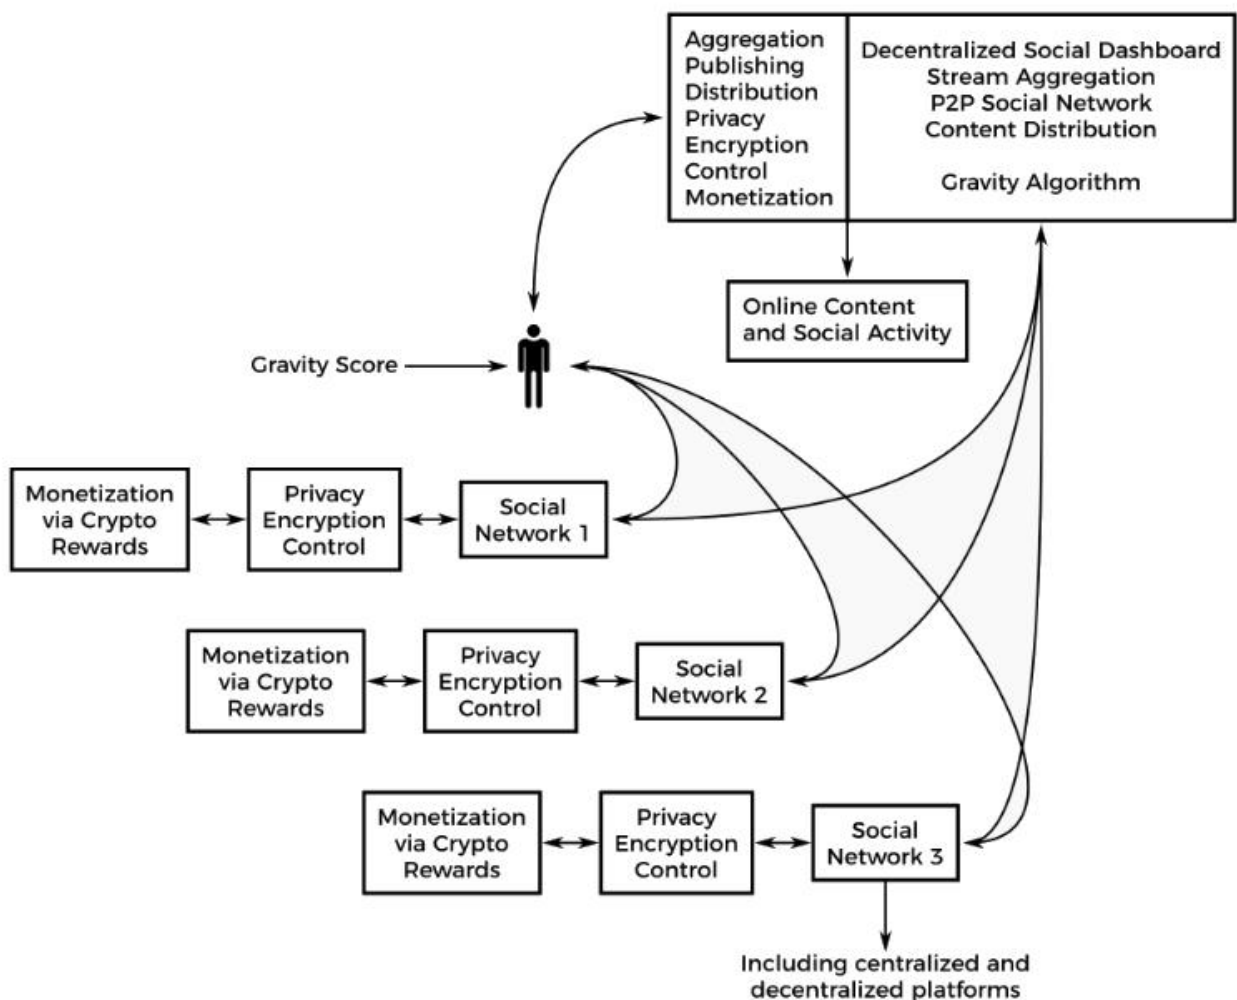 Aggregation
Publishing
Distribution
Privacy
Encryption
Control
Monetization
Decentralized Social Dashboard
Stream Aggregation
P2P Social Network
Content Distribution
Gravity Algorithm
Online Content
and Social Activity
Gravity Score
Monetization
via Crypto
Rewards
Privacy
Encryption
Control
Social
Network 1
Monetization
via Crypto
Rewards
Privacy
Encryption
Control
Social
Network 2
Monetization
via Crypto
Rewards
Privacy
Encryption
Control
Social
Network 3
Including centralized and
decentralized platforms